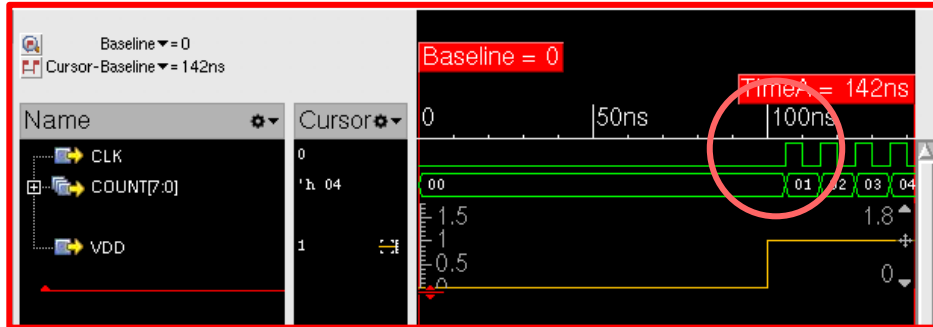 Baseline▼= 0
Cursor-Baseline▼= 142ns
Baseline = 0
TimeA = 142ns
Name
Cursor
0
50ns
100ns
CLK
0
COUNT[7:0]
'h 04
00
01
02
03
04
VDD
1
1.5
1
0.5
0
1.8
0